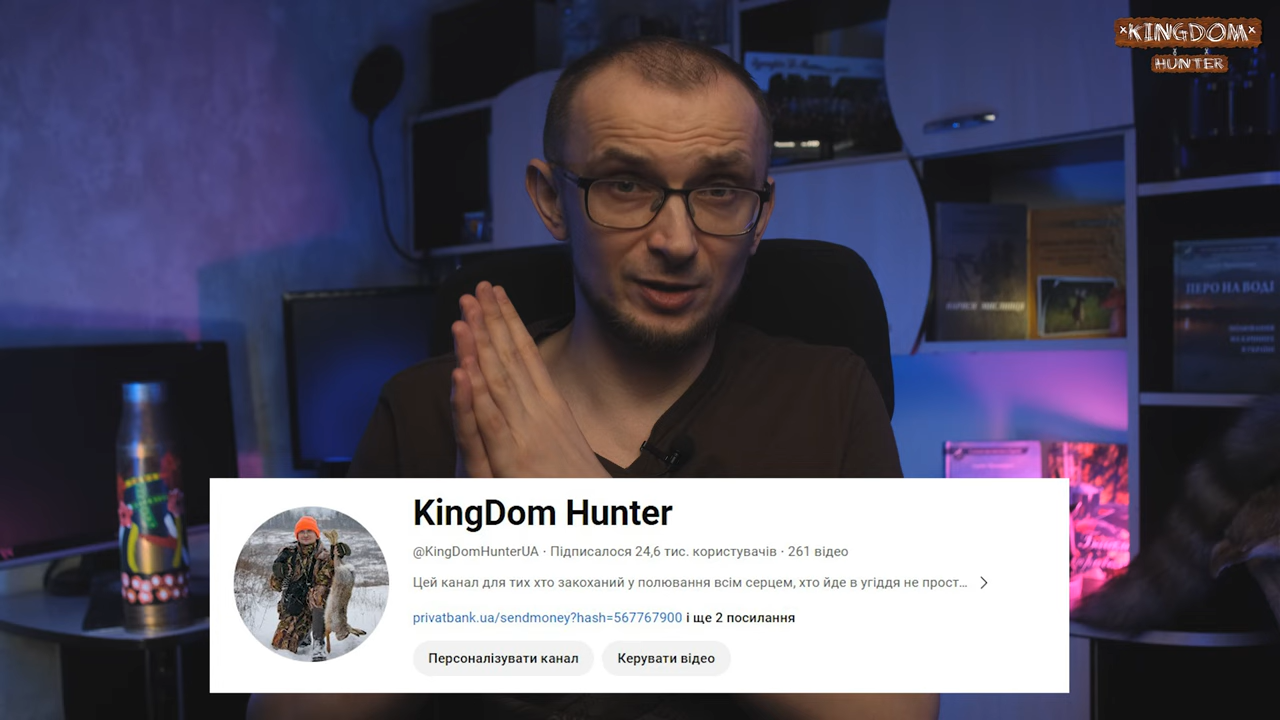 *KINGDOM*
HUNTER
ПЕРО НА ВОДІ
KingDom Hunter
@KingDomHunterUA · Підписалося 24,6 тис. користувачів · 261 відео
Цей канал для тих хто закоханий у полювання всім серцем, хто йде в угіддя не прост...
privatbank.ua/sendmoney?hash=567767900 і ще 2 посилання
Персоналізувати канал
Керувати відео